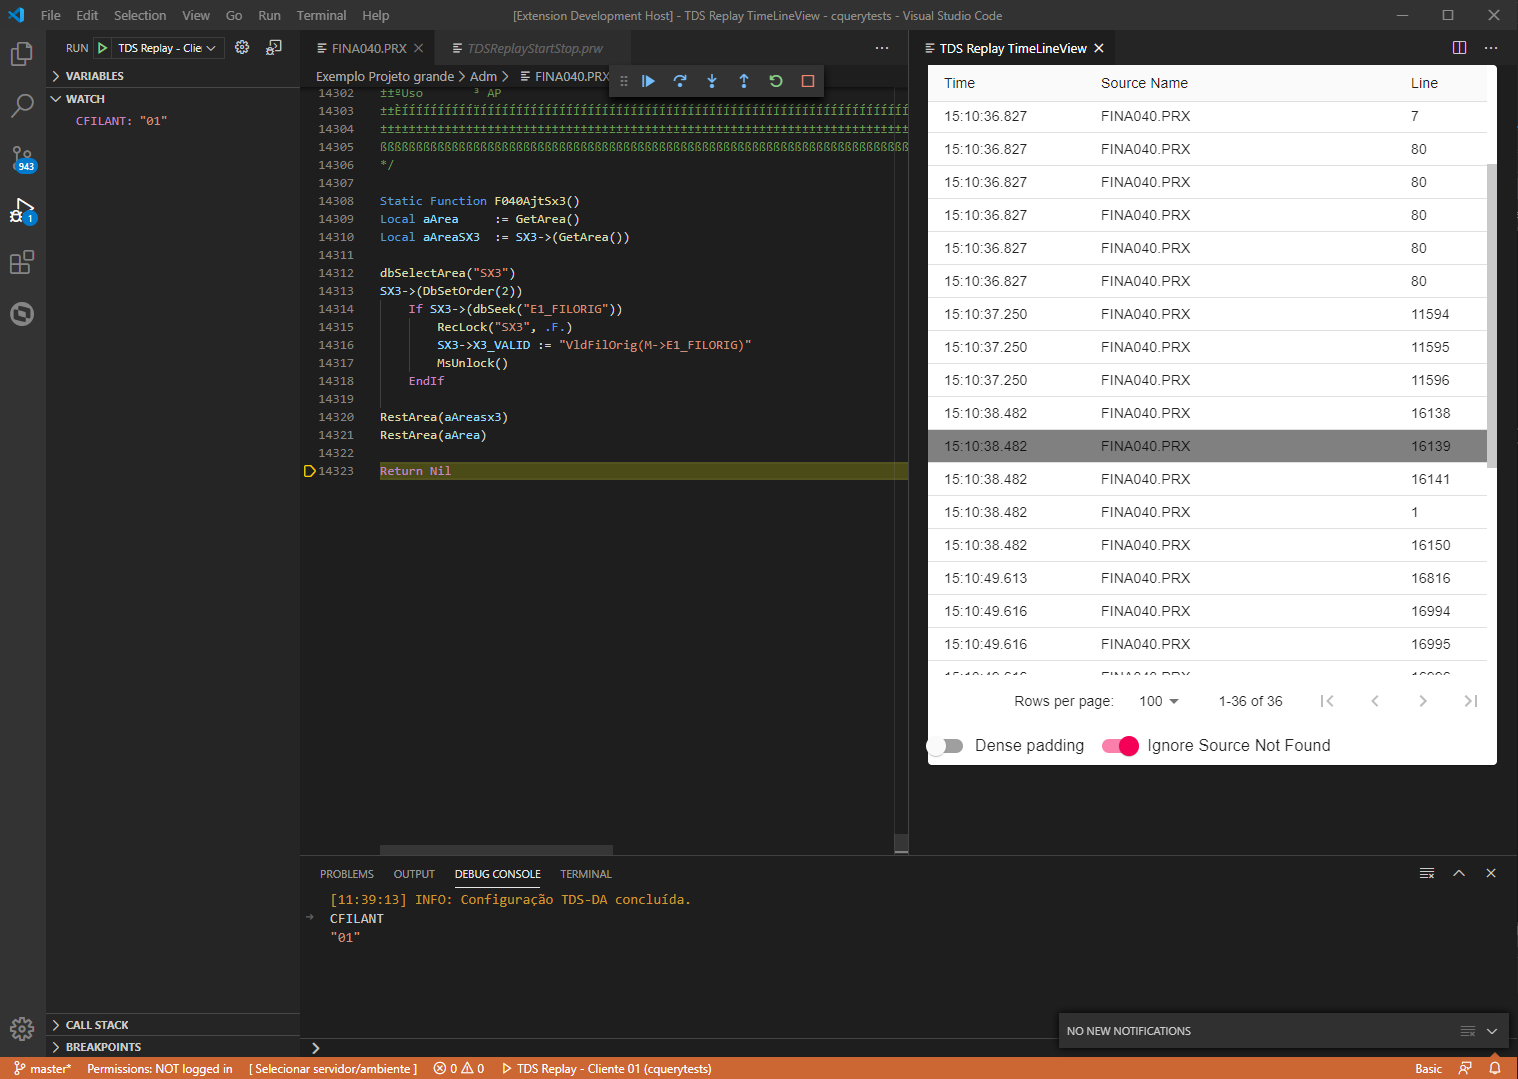 File Edit Selection View Go Run Terminal Help
[Extension Development Host] - TDS Replay TimeLineView - cquerytests - Visual Studio Code
RUN TDS Replay - Clie
VARIABLES
WATCH
CFILANT: "01"
943
1
CALL STACK
BREAKPOINTS
FINA040.PRX
TDSReplayStartStop.prw
Exemplo Projeto grande > Adm > FINA040.PRX
14302 ±±ºUso ³ AP
14303
14304
14305
14306 */
14307
14308 Static Function F040AjtSx3()
14309 Local aArea := GetArea()
14310 Local aAreaSX3 := SX3->(GetArea())
14311
14312 dbSelectArea("SX3")
14313 SX3->(DbSetOrder(2))
14314 If SX3->(dbSeek("E1_FILORIG"))
14315 RecLock("SX3", .F.)
14316 SX3->X3_VALID := "VldFilOrig(M->E1_FILORIG)"
14317 MsUnlock()
14318 EndIf
14319
14320 RestArea(aAreasx3)
14321 RestArea(aArea)
14322
14323 Return Nil
TDS Replay TimeLineView
Time Source Name Line
15:10:36.827 FINA040.PRX 7
15:10:36.827 FINA040.PRX 80
15:10:36.827 FINA040.PRX 80
15:10:36.827 FINA040.PRX 80
15:10:36.827 FINA040.PRX 80
15:10:36.827 FINA040.PRX 80
15:10:37.250 FINA040.PRX 11594
15:10:37.250 FINA040.PRX 11595
15:10:37.250 FINA040.PRX 11596
15:10:38.482 FINA040.PRX 16138
15:10:38.482 FINA040.PRX 16139
15:10:38.482 FINA040.PRX 16141
15:10:38.482 FINA040.PRX 1
15:10:38.482 FINA040.PRX 16150
15:10:49.613 FINA040.PRX 16816
15:10:49.616 FINA040.PRX 16994
15:10:49.616 FINA040.PRX 16995
Rows per page: 100 1-36 of 36
Dense padding Ignore Source Not Found
PROBLEMS OUTPUT DEBUG CONSOLE TERMINAL
[11:39:13] INFO: Configuração TDS-DA concluída.
CFILANT
"01"
NO NEW NOTIFICATIONS
master* Permissions: NOT logged in [ Selecionar servidor/ambiente ] 0 0 TDS Replay - Cliente 01 (cquerytests) Basic